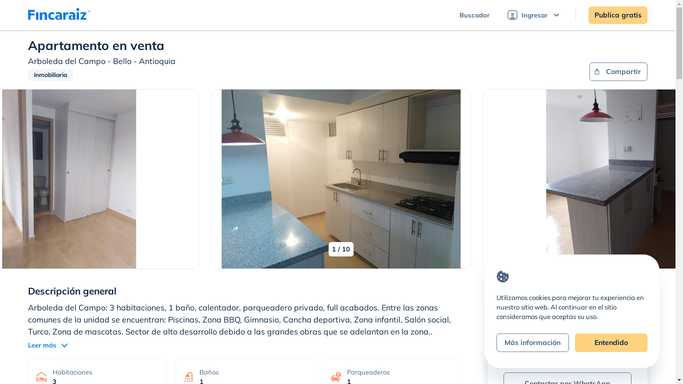 Fincaraiz
Buscador
Ingresar
Publica gratis
Apartamento en venta
Arboleda del Campo - Bello - Antioquia
Inmobiliaria
Compartir
1 / 10
Descripción general
Arboleda del Campo: 3 habitaciones, 1 baño, calentador, parqueadero privado, full acabados. Entre las zonas
comunes de la unidad se encuentran: Piscinas, Zona BBQ, Gimnasio, Cancha deportiva, Zona infantil, Salón social,
Turco, Zona de mascotas. Sector de alto desarrollo debido a las grandes obras que se adelantan en la zona..
Leer más
Habitaciones
3
Baños
1
Parqueaderos
1
Utilizamos cookies para mejorar tu experiencia en
nuestro sitio web. Al continuar en el sitio
consideramos que aceptas su uso.
Más información
Entendido
Contactar por WhatsApp